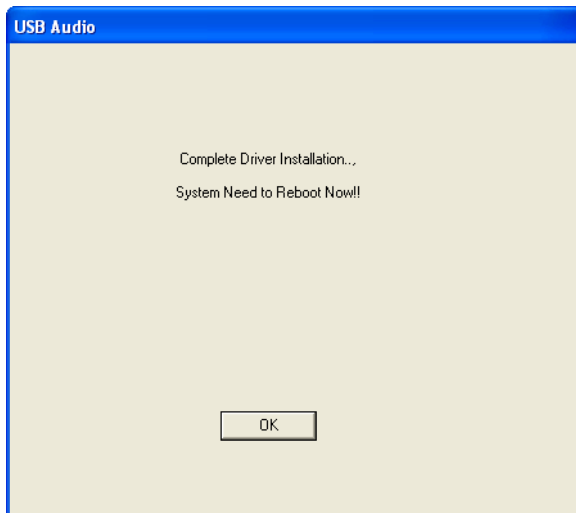 USB Audio
Complete Driver Installation..,
System Need to Reboot Now!!
OK